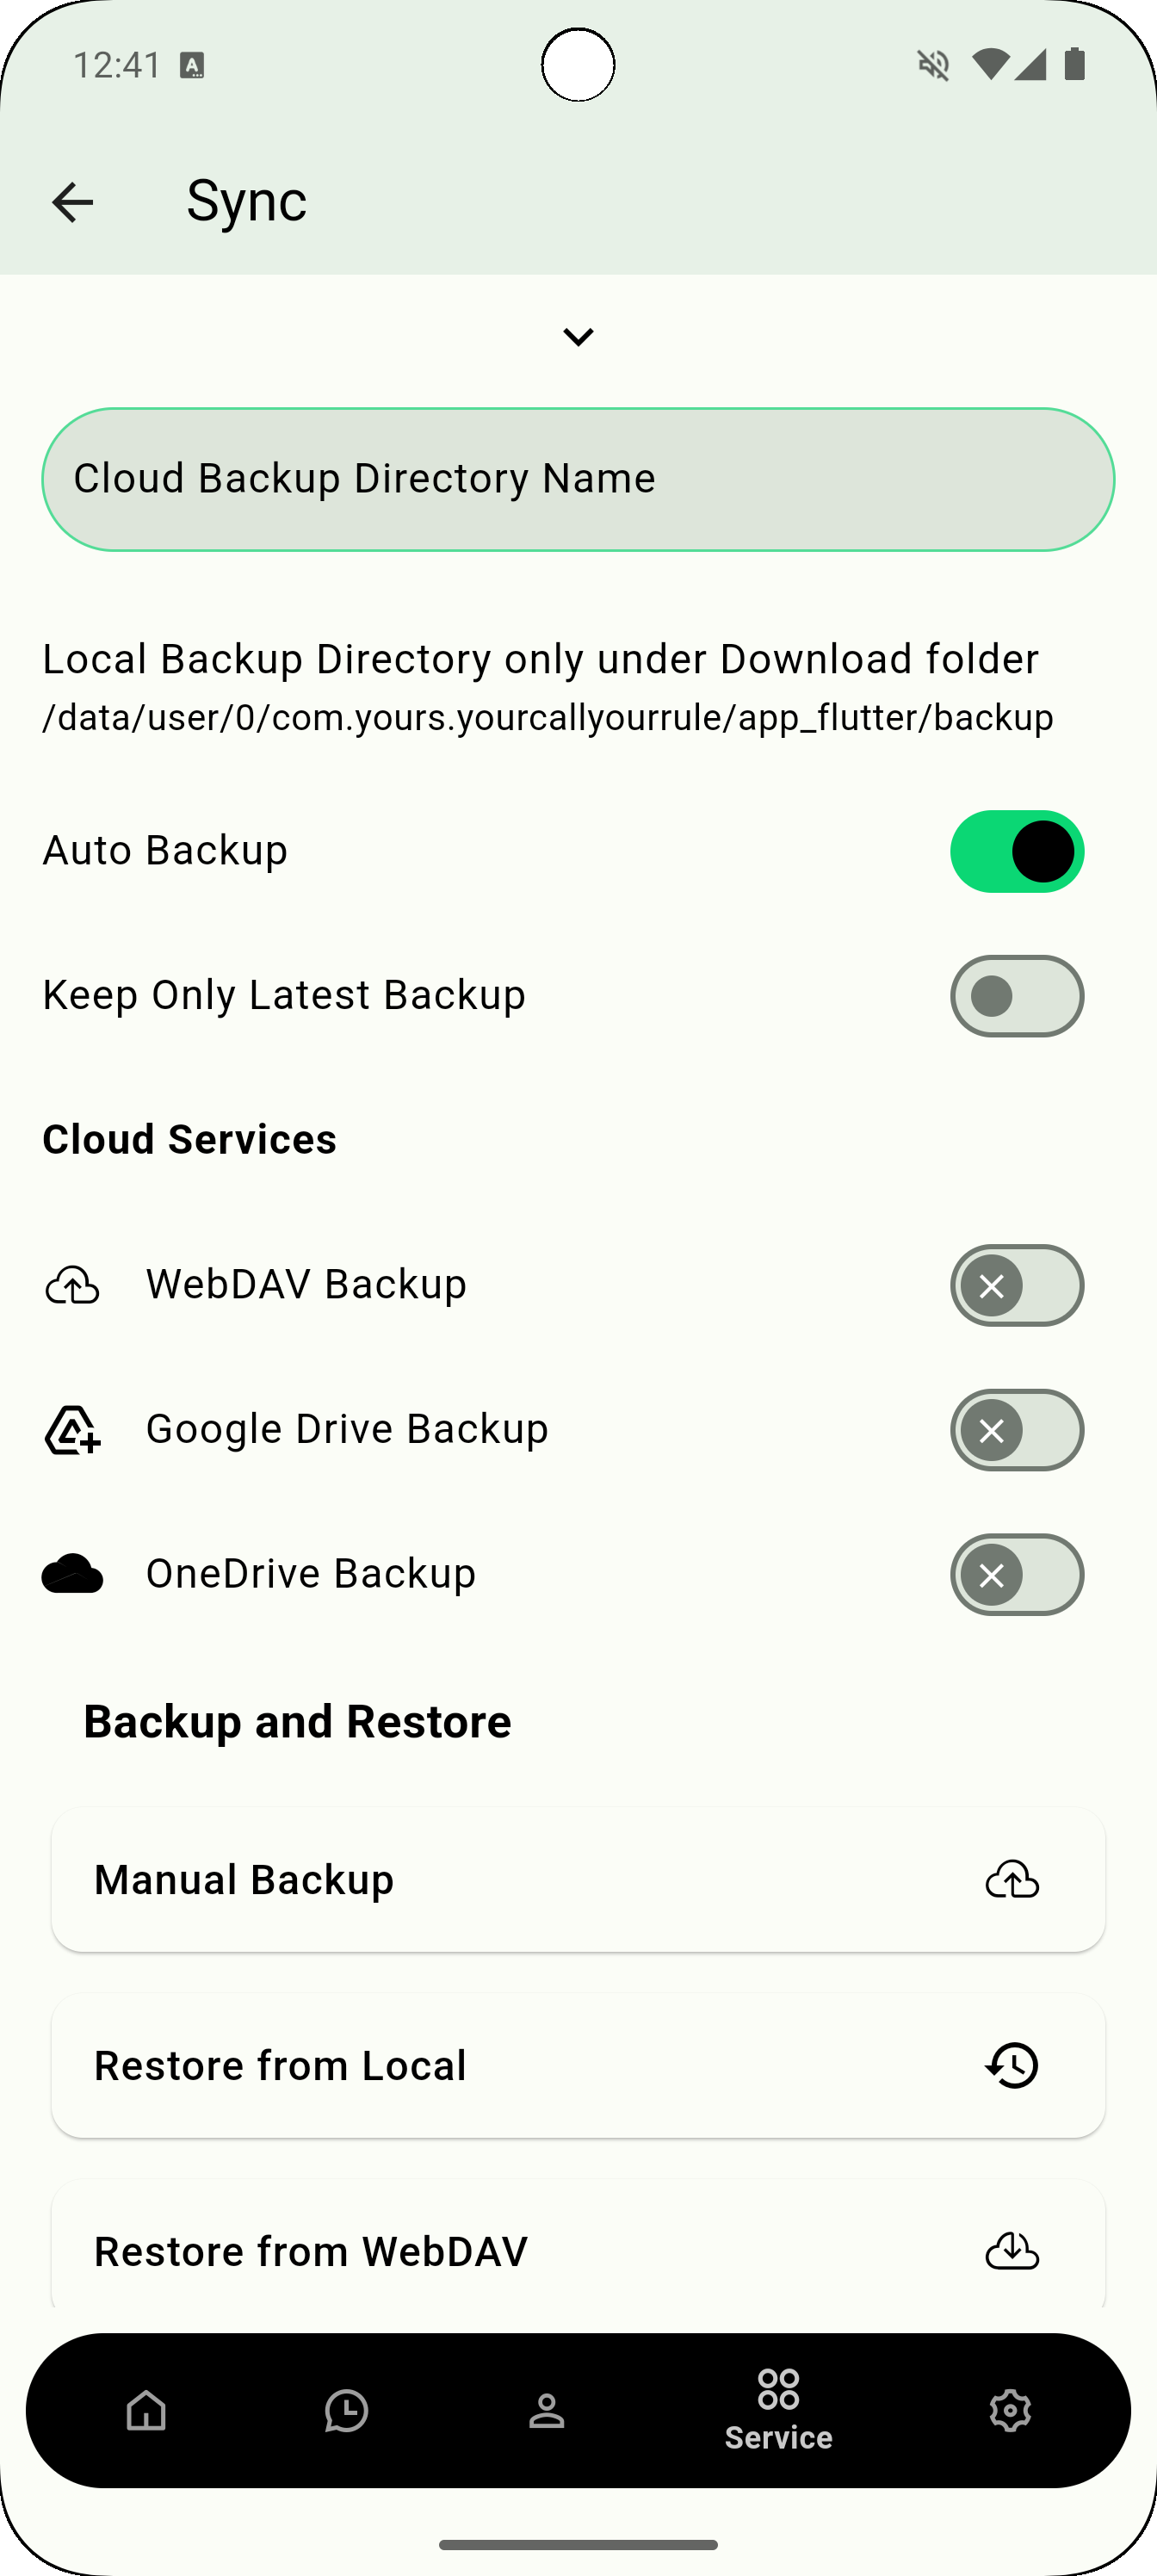 12:41
Sync
Cloud Backup Directory Name
Local Backup Directory only under Download folder
/data/user/0/com.yours.yourcallyourrule/app_flutter/backup
Auto Backup
Keep Only Latest Backup
Cloud Services
WebDAV Backup
Google Drive Backup
OneDrive Backup
Backup and Restore
Manual Backup
Restore from Local
Restore from WebDAV
Service